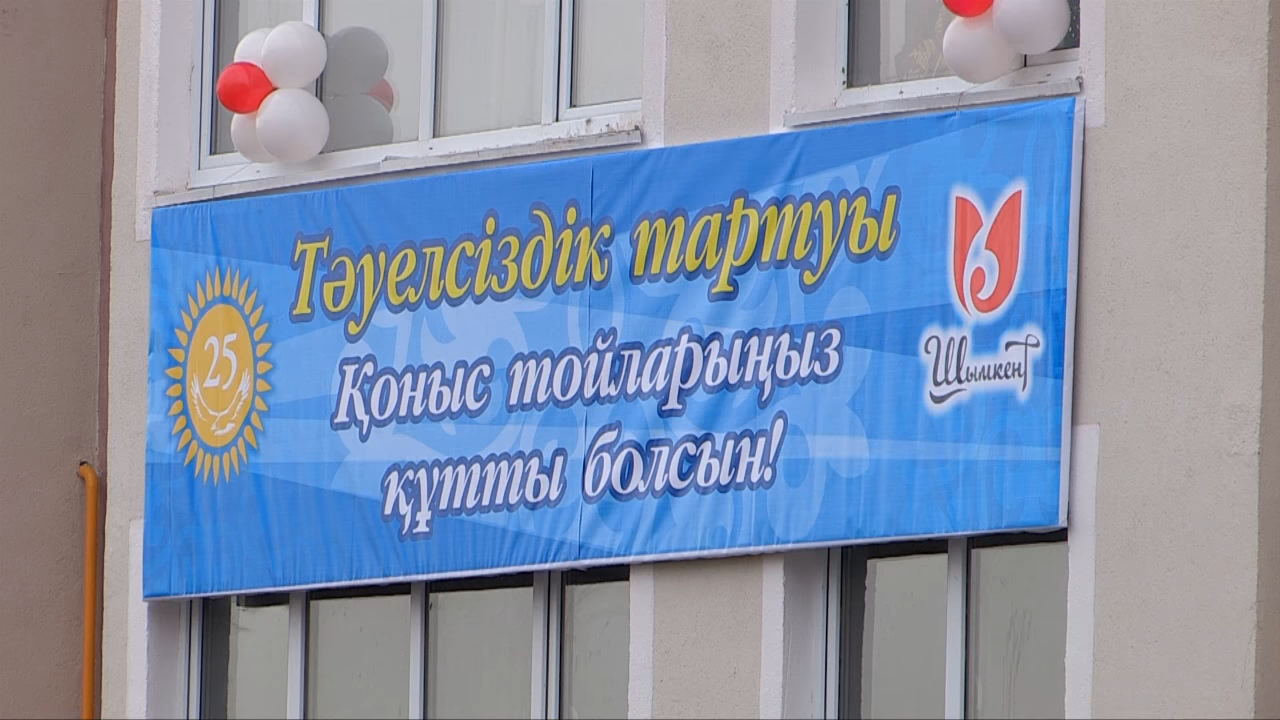 Тәуелсіздік тартуы
Қоныс тойларыңыз
құтты болсын!
25
Шымкент